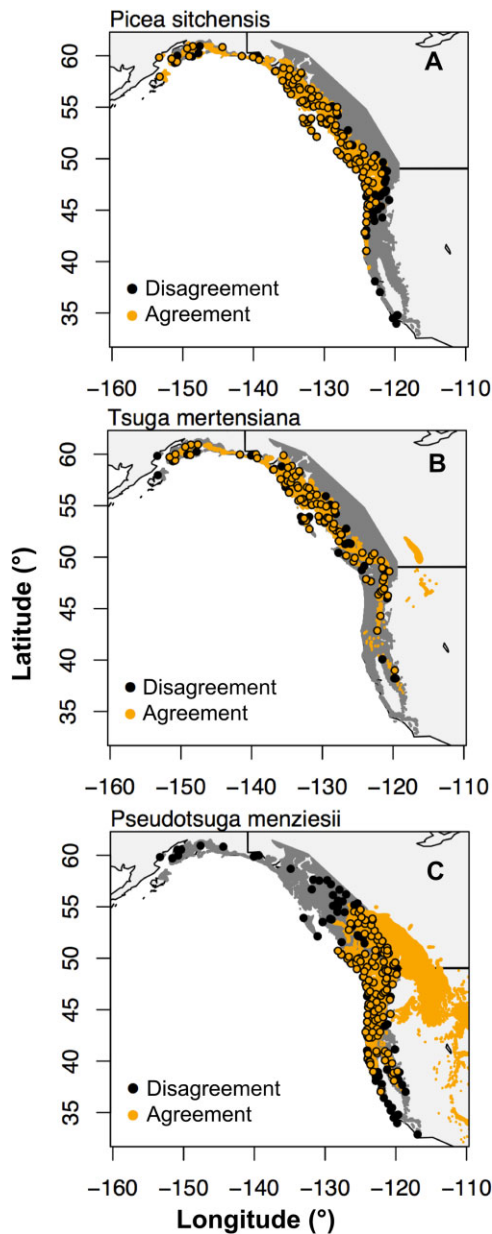 Picea sitchensis
A
60
55
50
45
40
35
Disagreement
Agreement
−160 −150 −140 −130 −120 −110
Tsuga mertensiana
B
60
55
50
45
40
35
Latitude (°)
Disagreement
Agreement
−160 −150 −140 −130 −120 −110
Pseudotsuga menziesii
C
60
55
50
45
40
35
Disagreement
Agreement
−160 −150 −140 −130 −120 −110
Longitude (°)